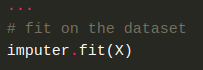 ...
# fit on the dataset
imputer.fit(X)